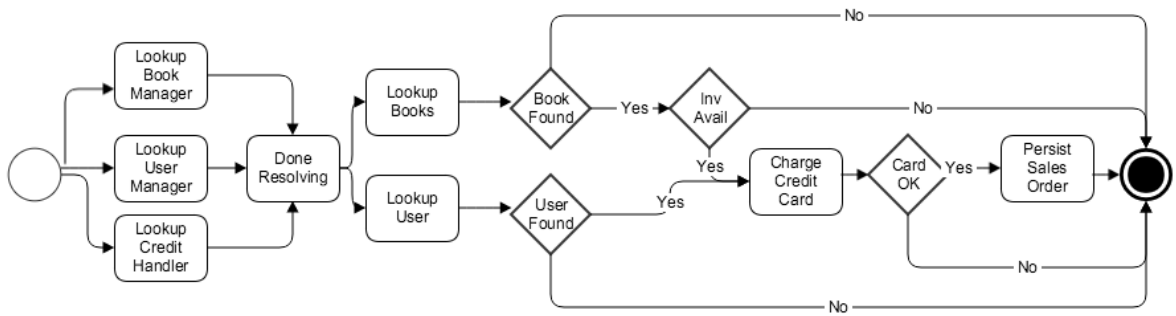 No
Lookup
Book
Manager
Lookup
User
Manager
Lookup
Credit
Handler
Done
Resolving
Lookup
Books
Lookup
User
Book
Found
Yes
Inv
Avail
No
Yes
User
Found
Yes
Charge
Credit
Card
Card
OK
Yes
Persist
Sales
Order
No
No